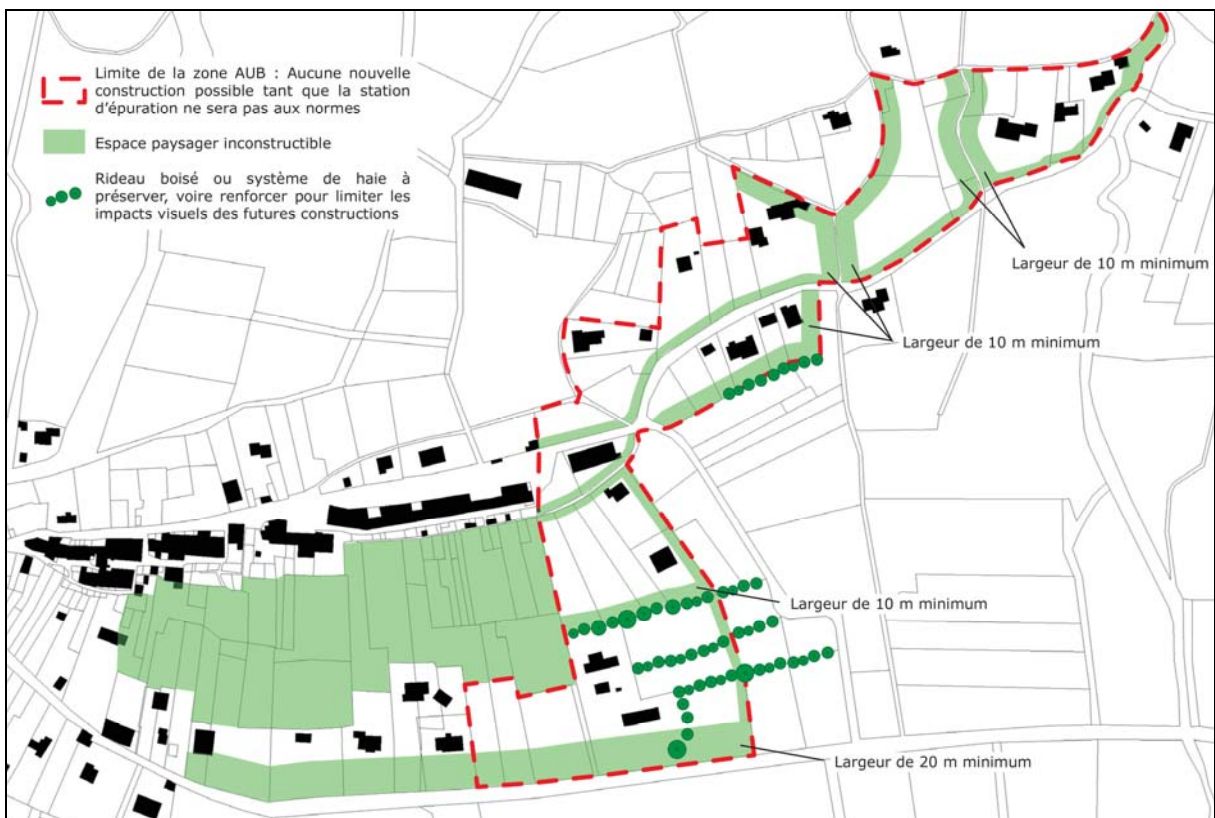 Limite de la zone AUB : Aucune nouvelle
construction possible tant que la station
d'épuration ne sera pas aux normes
Espace paysager inconstructible
Rideau boisé ou système de haie à
préserver, voire renforcer pour limiter les
impacts visuels des futures constructions
Largeur de 10 m minimum
Largeur de 10 m minimum
Largeur de 10 m minimum
Largeur de 20 m minimum